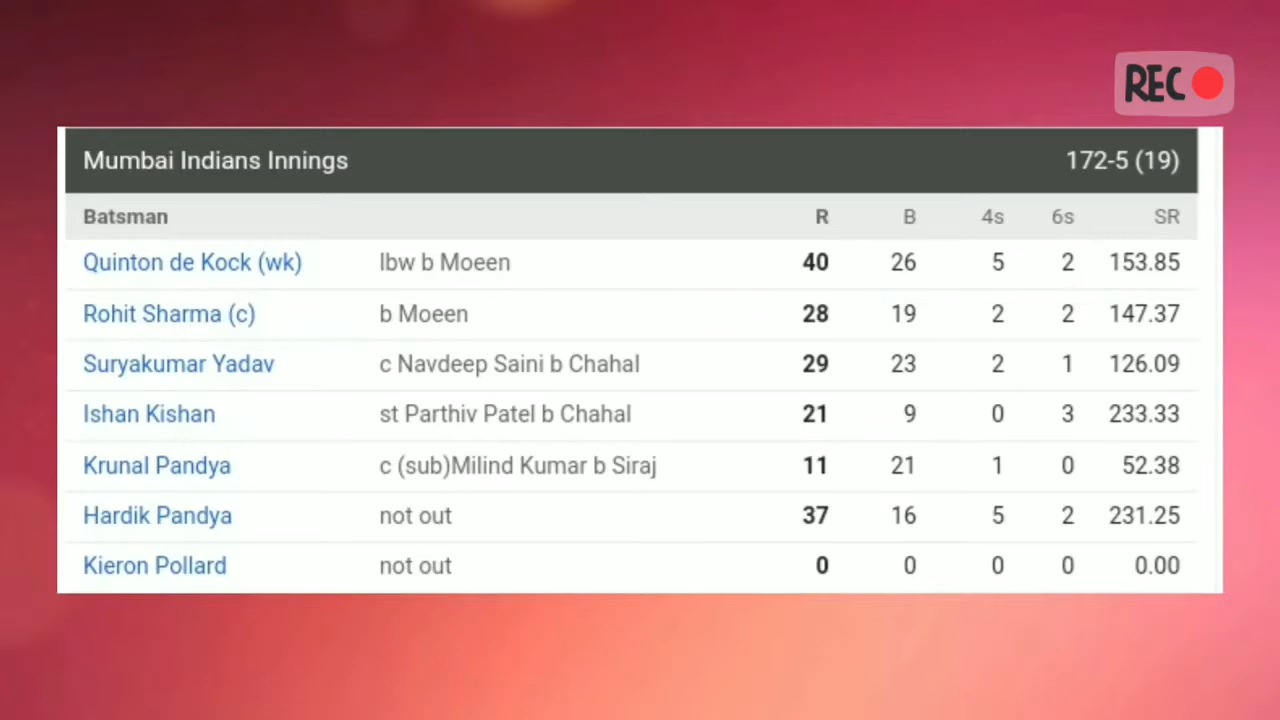 REC
Mumbai Indians Innings 172-5 (19)
Batsman R B 4s 6s SR
Quinton de Kock (wk) lbw b Moeen 40 26 5 2 153.85
Rohit Sharma (c) b Moeen 28 19 2 2 147.37
Suryakumar Yadav c Navdeep Saini b Chahal 29 23 2 1 126.09
Ishan Kishan st Parthiv Patel b Chahal 21 9 0 3 233.33
Krunal Pandya c (sub)Milind Kumar b Siraj 11 21 1 0 52.38
Hardik Pandya not out 37 16 5 2 231.25
Kieron Pollard not out 0 0 0 0 0.00